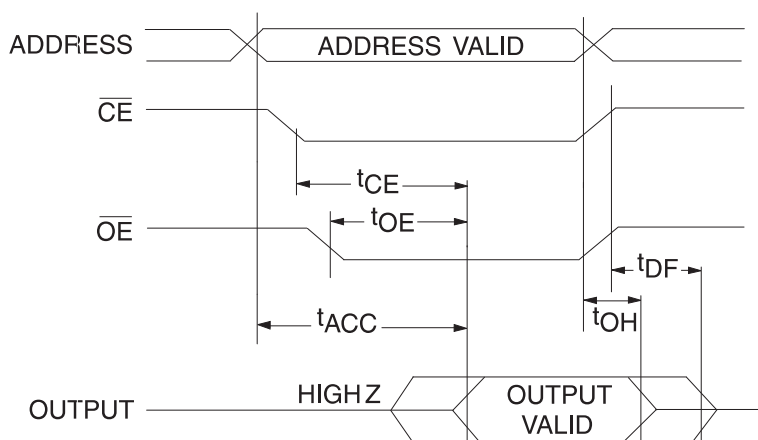 ADDRESS
ADDRESS VALID
CE
tCE
tOE
OE
tDF
tACC
tOH
HIGH Z
OUTPUT
OUTPUT
VALID